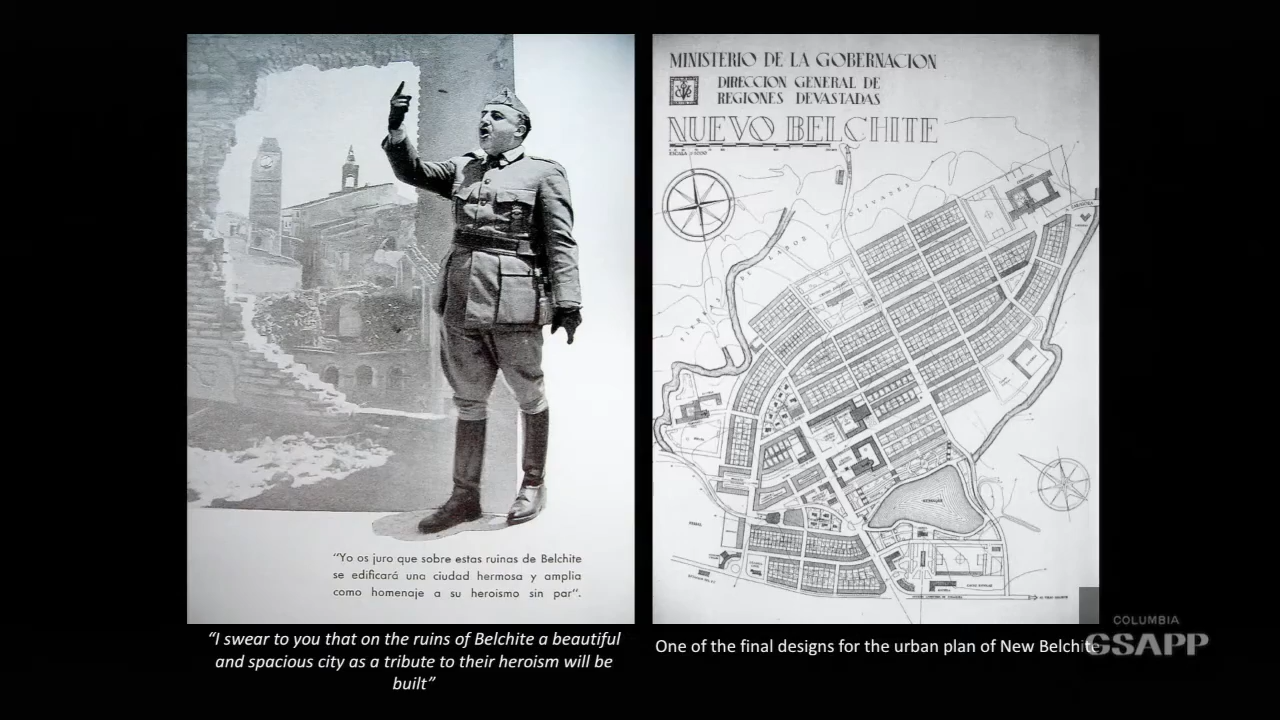 "Yo os juro que sobre estas ruinas de Belchite
se edificará una ciudad hermosa y amplia
como homenaje a su heroismo sin par".
"I swear to you that on the ruins of Belchite a beautiful
and spacious city as a tribute to their heroism will be
built"
MINISTERIO DE LA GOBERNACION
DIRECCION GENERAL DE
REGIONES DEVASTADAS
NUEVO BELCHITE
OLIVARES
One of the final designs for the urban plan of New Belchite
COLUMBIA
GSAPP